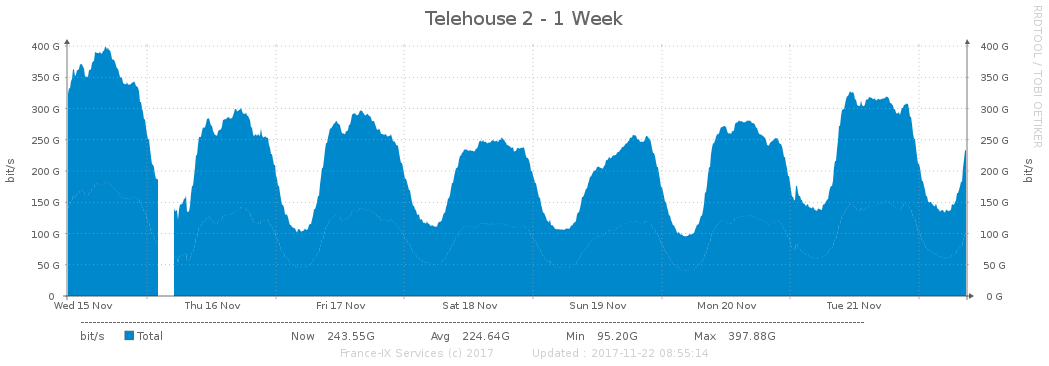 Telehouse 2 - 1 Week
RRDTOOL / TOBI OETIKER
400 G 400 G
350 G 350 G
300 G 300 G
250 G 250 G
200 G 200 G
150 G 150 G
100 G 100 G
50 G 50 G
0 0 G
bit/s
bit/s
Wed 15 Nov Thu 16 Nov Fri 17 Nov Sat 18 Nov Sun 19 Nov Mon 20 Nov Tue 21 Nov
bit/s Total Now 243.55G Avg 224.64G Min 95.20G Max 397.88G
France-IX Services (c) 2017 Updated : 2017-11-22 08:55:14